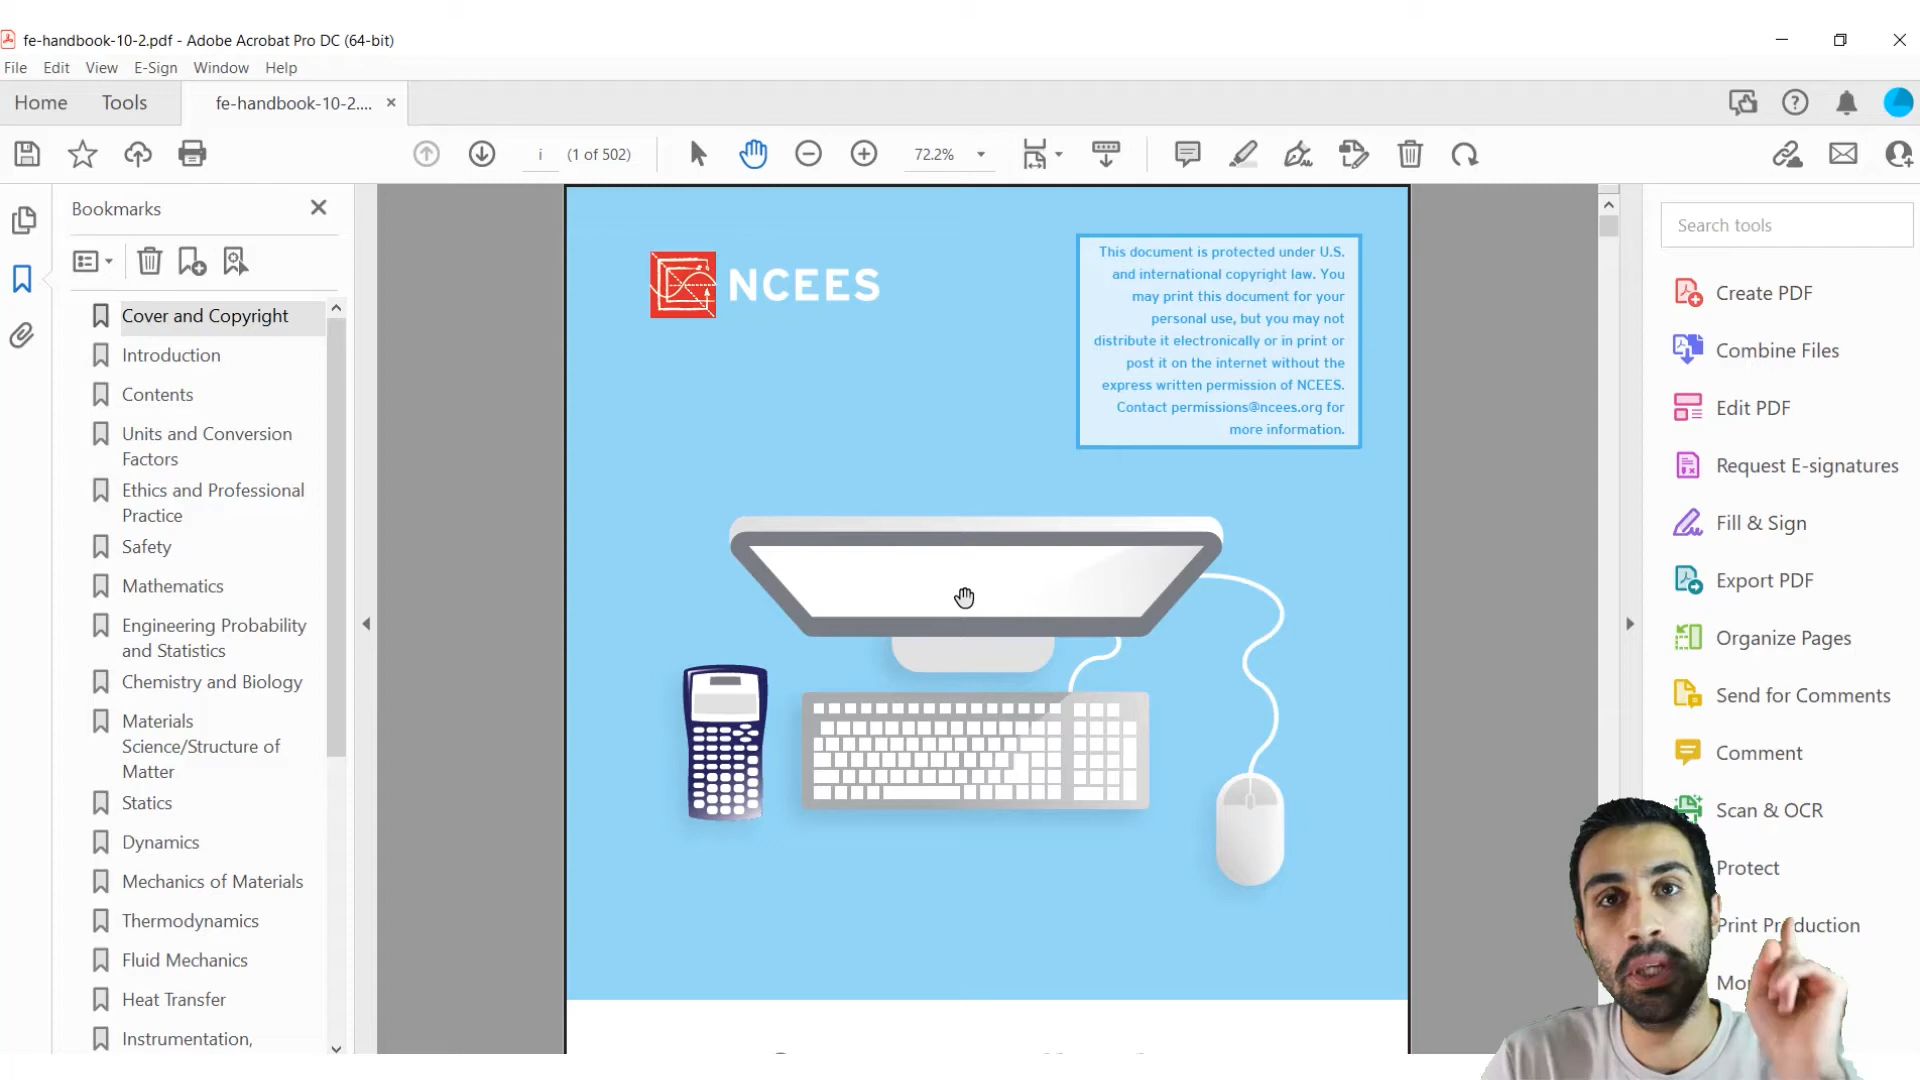 fe-handbook-10-2.pdf - Adobe Acrobat Pro DC (64-bit)
File Edit View E-Sign Window Help
Home Tools fe-handbook-10-2....
i (1 of 502) 72.2%
Bookmarks
Cover and Copyright
Introduction
Contents
Units and Conversion
Factors
Ethics and Professional
Practice
Safety
Mathematics
Engineering Probability
and Statistics
Chemistry and Biology
Materials
Science/Structure of
Matter
Statics
Dynamics
Mechanics of Materials
Thermodynamics
Fluid Mechanics
Heat Transfer
Instrumentation,
NCEES
This document is protected under U.S.
and international copyright law. You
may print this document for your
personal use, but you may not
distribute it electronically or in print or
post it on the internet without the
express written permission of NCEES.
Contact permissions@ncees.org for
more information.
Search tools
Create PDF
Combine Files
Edit PDF
Request E-signatures
Fill & Sign
Export PDF
Organize Pages
Send for Comments
Comment
Scan & OCR
Protect
Print Production